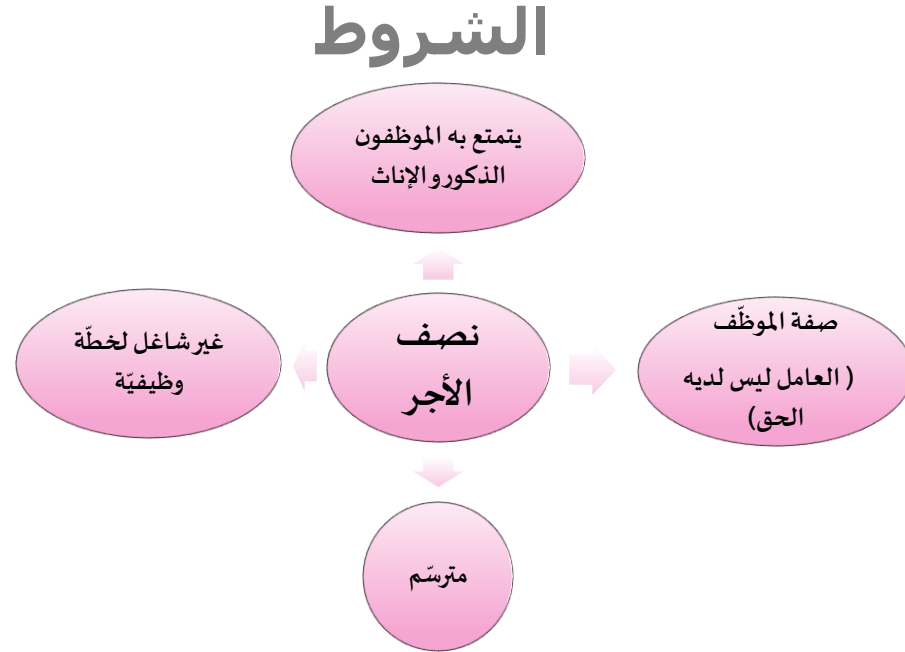 الشروط
يتمتع به الموظفون
الذكور و الإناث
صفة الموظّف
( العامل ليس لديه
الحق)
نصف
الأجر
غير شاغل لخطّة
وظيفيّة
مترسّم